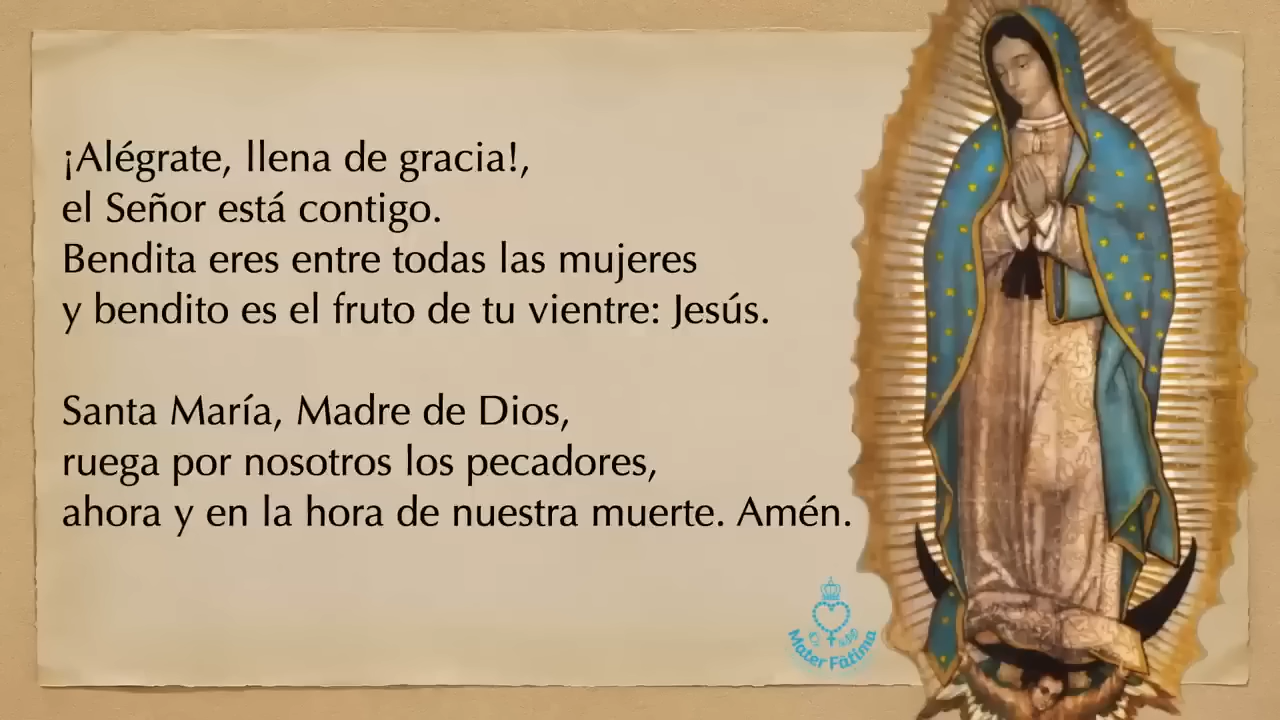 ¡Alégrate, llena de gracia!,
el Señor está contigo.
Bendita eres entre todas las mujeres
y bendito es el fruto de tu vientre: Jesús.
Santa María, Madre de Dios,
ruega por nosotros los pecadores,
ahora y en la hora de nuestra muerte. Amén.
Mater Fàtima